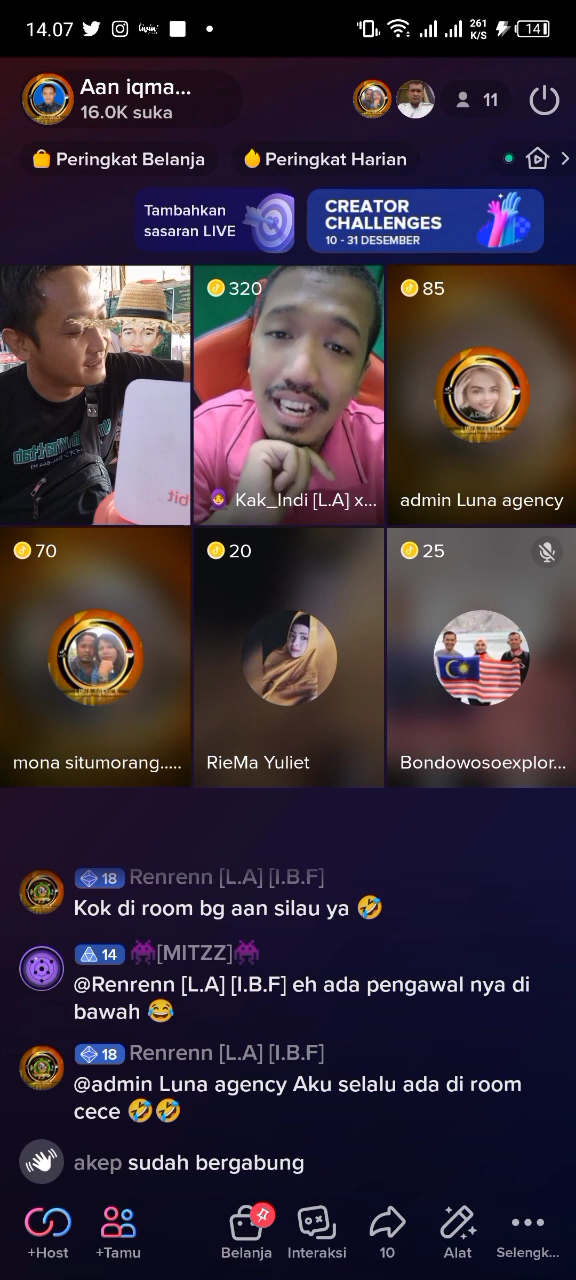 14.07
261
K/S
14
Aan iqma...
16.0K suka
11
Peringkat Belanja
Peringkat Harian
Tambahkan
sasaran LIVE
CREATOR
CHALLENGES
10 - 31 DESEMBER
320
85
Kak_Indi [L.A] x...
admin Luna agency
70
20
25
mona situmorang.....
RieMa Yuliet
Bondowosoexplor...
18 Renrenn [L.A] [I.B.F]
Kok di room bg aan silau ya 🤣
14 👾[MITZZ]👾
@Renrenn [L.A] [I.B.F] eh ada pengawal nya di
bawah 😂
18 Renrenn [L.A] [I.B.F]
@admin Luna agency Aku selalu ada di room
cece 🤣🤣
akep sudah bergabung
+Host
+Tamu
Belanja
Interaksi
10
Alat
Selengk...